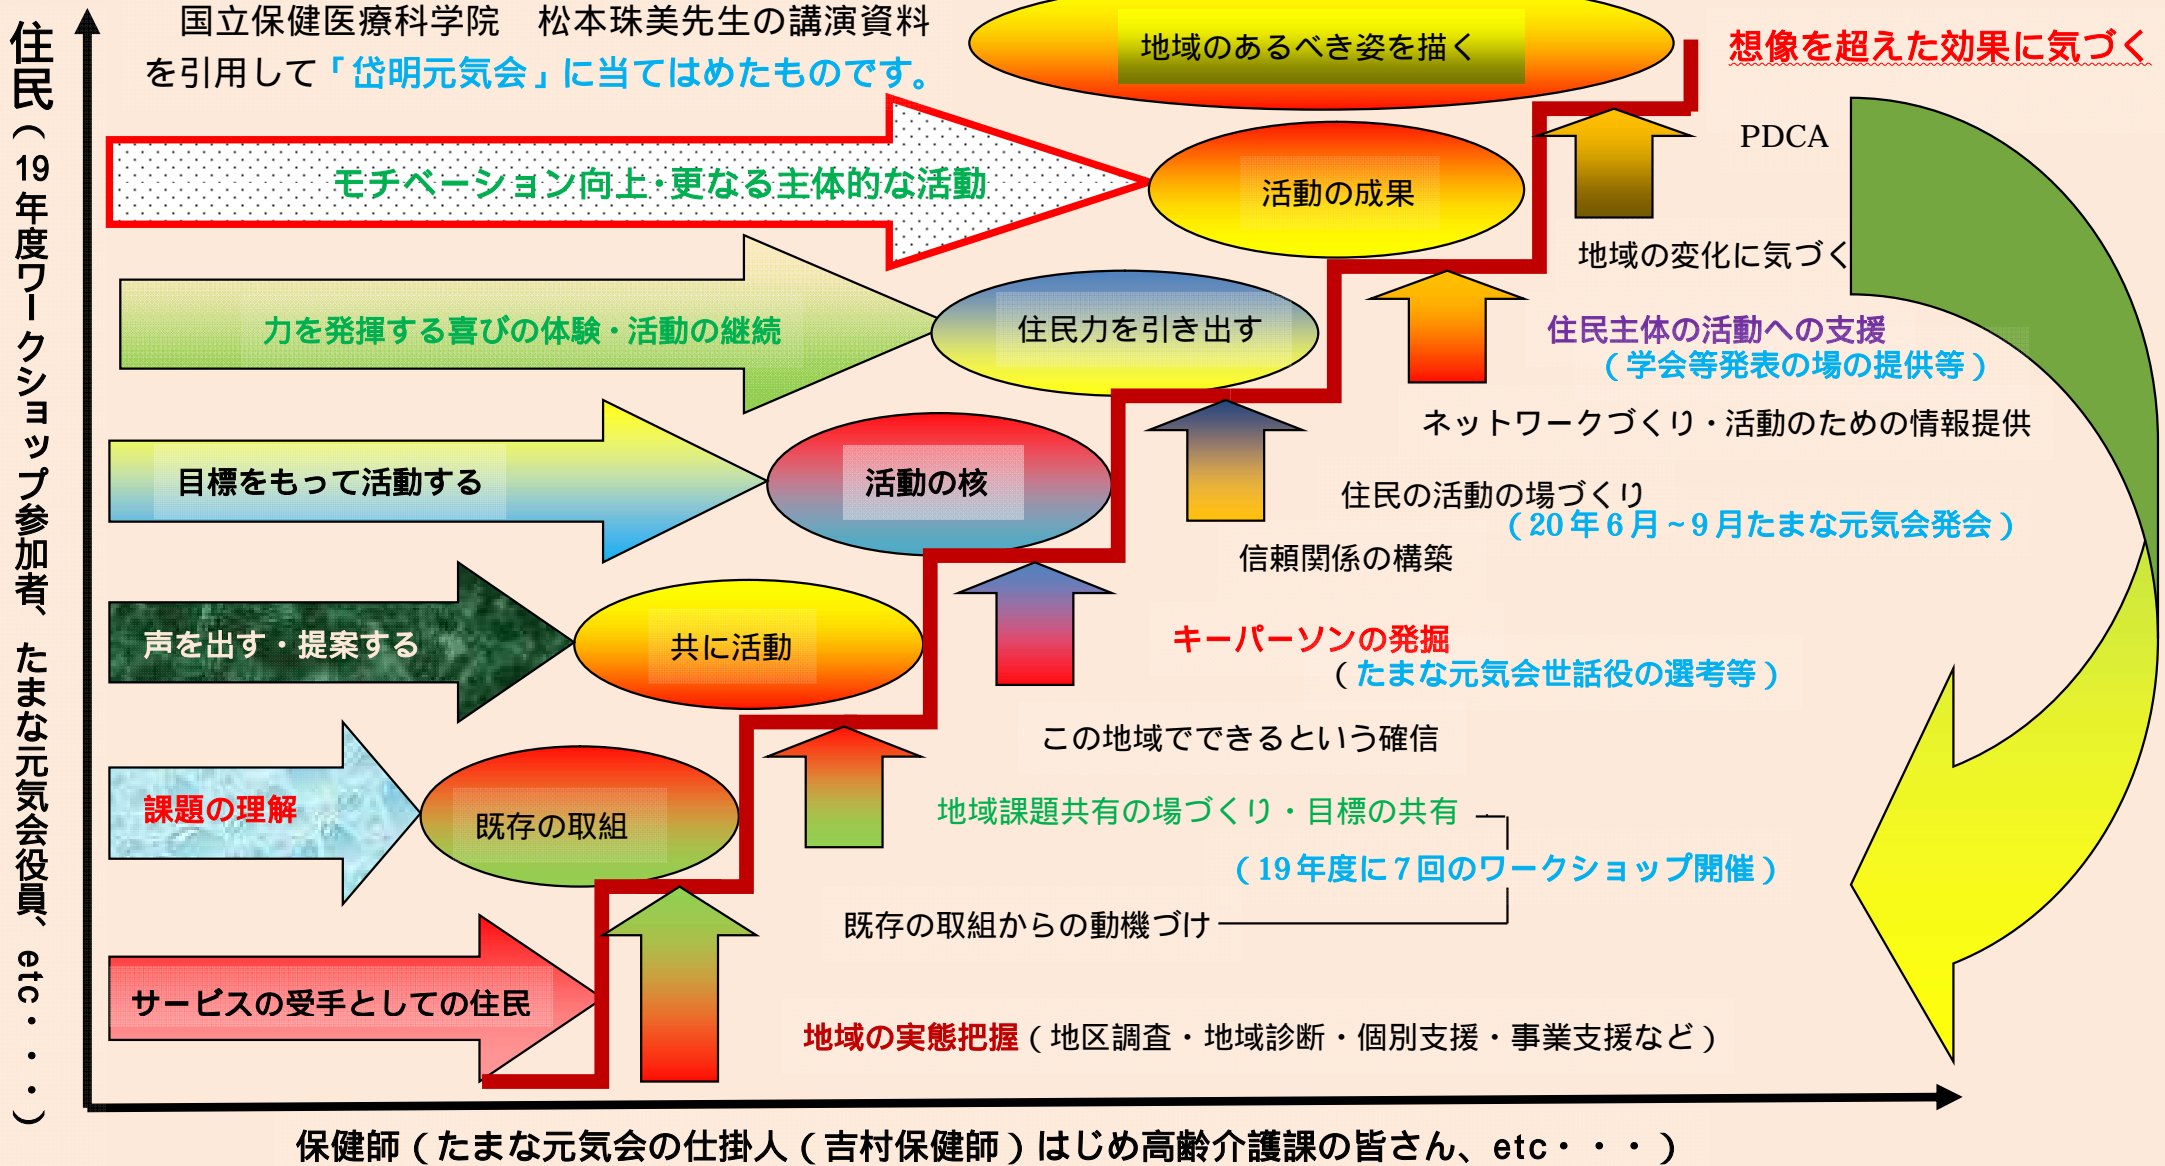 国立保健医療科学院　松本珠美先生の講演資料
を引用して「岱明元気会」に当てはめたものです。
地域のあるべき姿を描く
想像を超えた効果に気づく
PDCA
モチベーション向上・更なる主体的な活動
活動の成果
地域の変化に気づく
力を発揮する喜びの体験・活動の継続
住民力を引き出す
住民主体の活動への支援
（学会等発表の場の提供等）
ネットワークづくり・活動のための情報提供
目標をもって活動する
活動の核
住民の活動の場づくり
（20年6月~9月たまな元気会発会）
信頼関係の構築
声を出す・提案する
共に活動
キーパーソンの発掘
（たまな元気会世話役の選考等）
この地域でできるという確信
課題の理解
既存の取組
地域課題共有の場づくり・目標の共有
（19年度に7回のワークショップ開催）
既存の取組からの動機づけ
サービスの受手としての住民
地域の実態把握（地区調査・地域診断・個別支援・事業支援など）
住民（19年度ワークショップ参加者、たまな元気会役員、etc・・・）
保健師（たまな元気会の仕掛人（吉村保健師）はじめ高齢介護課の皆さん、etc・・・）